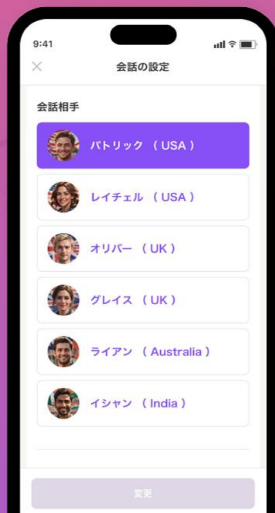 9:41
会話の設定
会話相手
パトリック （ USA ）
レイチェル （ USA ）
オリバー （ UK ）
グレイス （ UK ）
ライアン （ Australia ）
イシャン （ India ）
変更